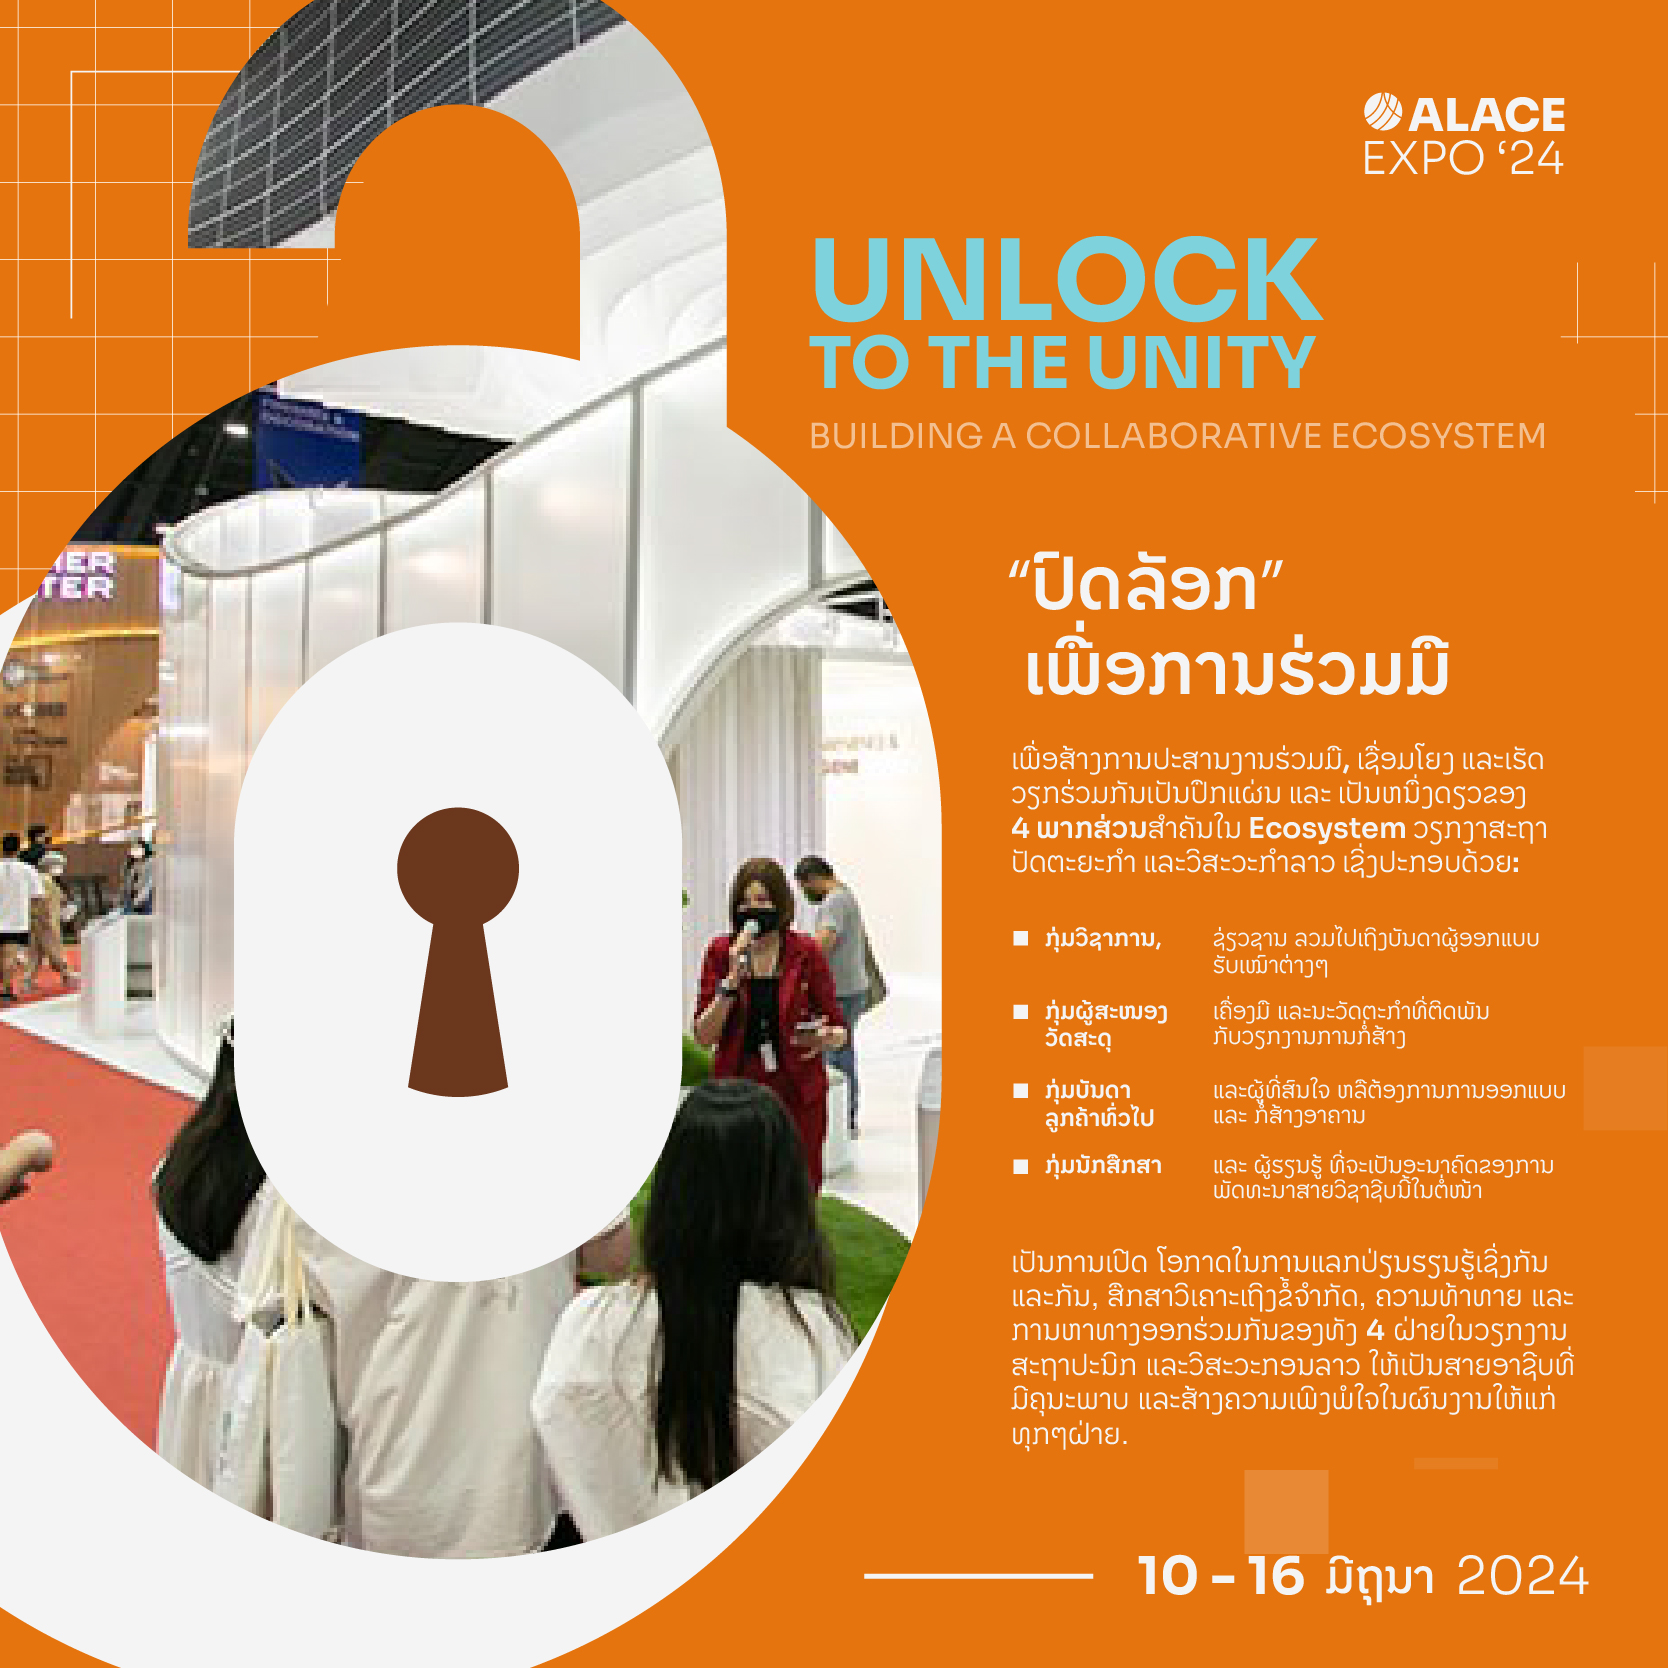 ALACE
EXPO ‘24
UNLOCK
TO THE UNITY
BUILDING A COLLABORATIVE ECOSYSTEM
“ປົດລັອກ”
ເພື່ອການຮ່ວມມື
ເພື່ອສ້າງການປະສານງານຮ່ວມມື, ເຊື່ອມໂຍງ ແລະເຮັດ
ວຽກຮ່ວມກັນເປັນປຶກແຜ່ນ ແລະ ເປັນຫນຶ່ງດຽວຂອງ
4 ພາກສ່ວນສຳຄັນໃນ Ecosystem ວຽກງາສະຖາ
ປັດຕະຍະກຳ ແລະວິສະວະກຳລາວ ເຊິ່ງປະກອບດ້ວຍ:
ກຸ່ມວິຊາການ, ຊ່ຽວຊານ ລວມໄປເຖິງບັນດາຜູ້ອອກແບບ
ຮັບເໝົາຕ່າງໆ
ກຸ່ມຜູ້ສະໜອງ ເຄື່ອງມື ແລະນະວັດຕະກຳທີ່ຕິດພັນ
ວັດສະດຸ ກັບວຽກງານການກໍ່ສ້າງ
ກຸ່ມບັນດາ ແລະຜູ້ທີ່ສົນໃຈ ຫລືຕ້ອງການການອອກແບບ
ລູກຄ້າທົ່ວໄປ ແລະ ກໍ່ສ້າງອາຄານ
ກຸ່ມນັກສຶກສາ ແລະ ຜູ້ຮຽນຮູ້ ທີ່ຈະເປັນອະນາຄົດຂອງການ
ພັດທະນາສາຍວິຊາຊີບນີ້ໃນຕໍ່ໜ້າ
ເປັນການເປີດ ໂອກາດໃນການແລກປ່ຽນຮຽນຮູ້ເຊິ່ງກັນ
ແລະກັນ, ສຶກສາວິເຄາະເຖິງຂໍ້ຈຳກັດ, ຄວາມທ້າທາຍ ແລະ
ການຫາທາງອອກຮ່ວມກັນຂອງທັງ 4 ຝ່າຍໃນວຽກງານ
ສະຖາປະນິກ ແລະວິສະວະກອນລາວ ໃຫ້ເປັນສາຍອາຊີບທີ່
ມີຄຸນະພາບ ແລະສ້າງຄວາມເພິງພໍໃຈໃນຜົນງານໃຫ້ແກ່
ທຸກໆຝ່າຍ.
10 - 16 ມິຖຸນາ 2024